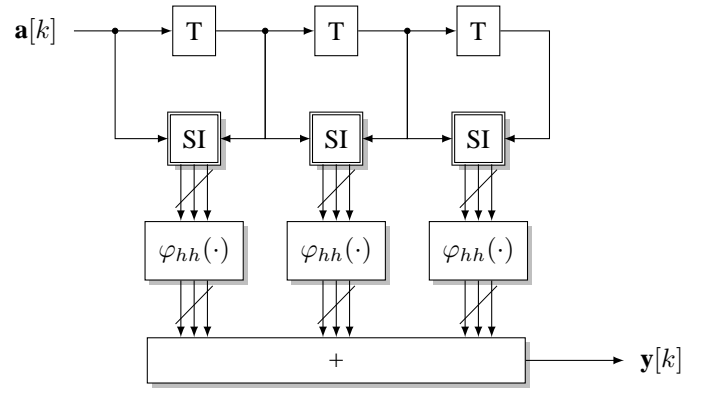 a[k] T T T
SI SI SI
φhh(·) φhh(·) φhh(·)
+ y[k]